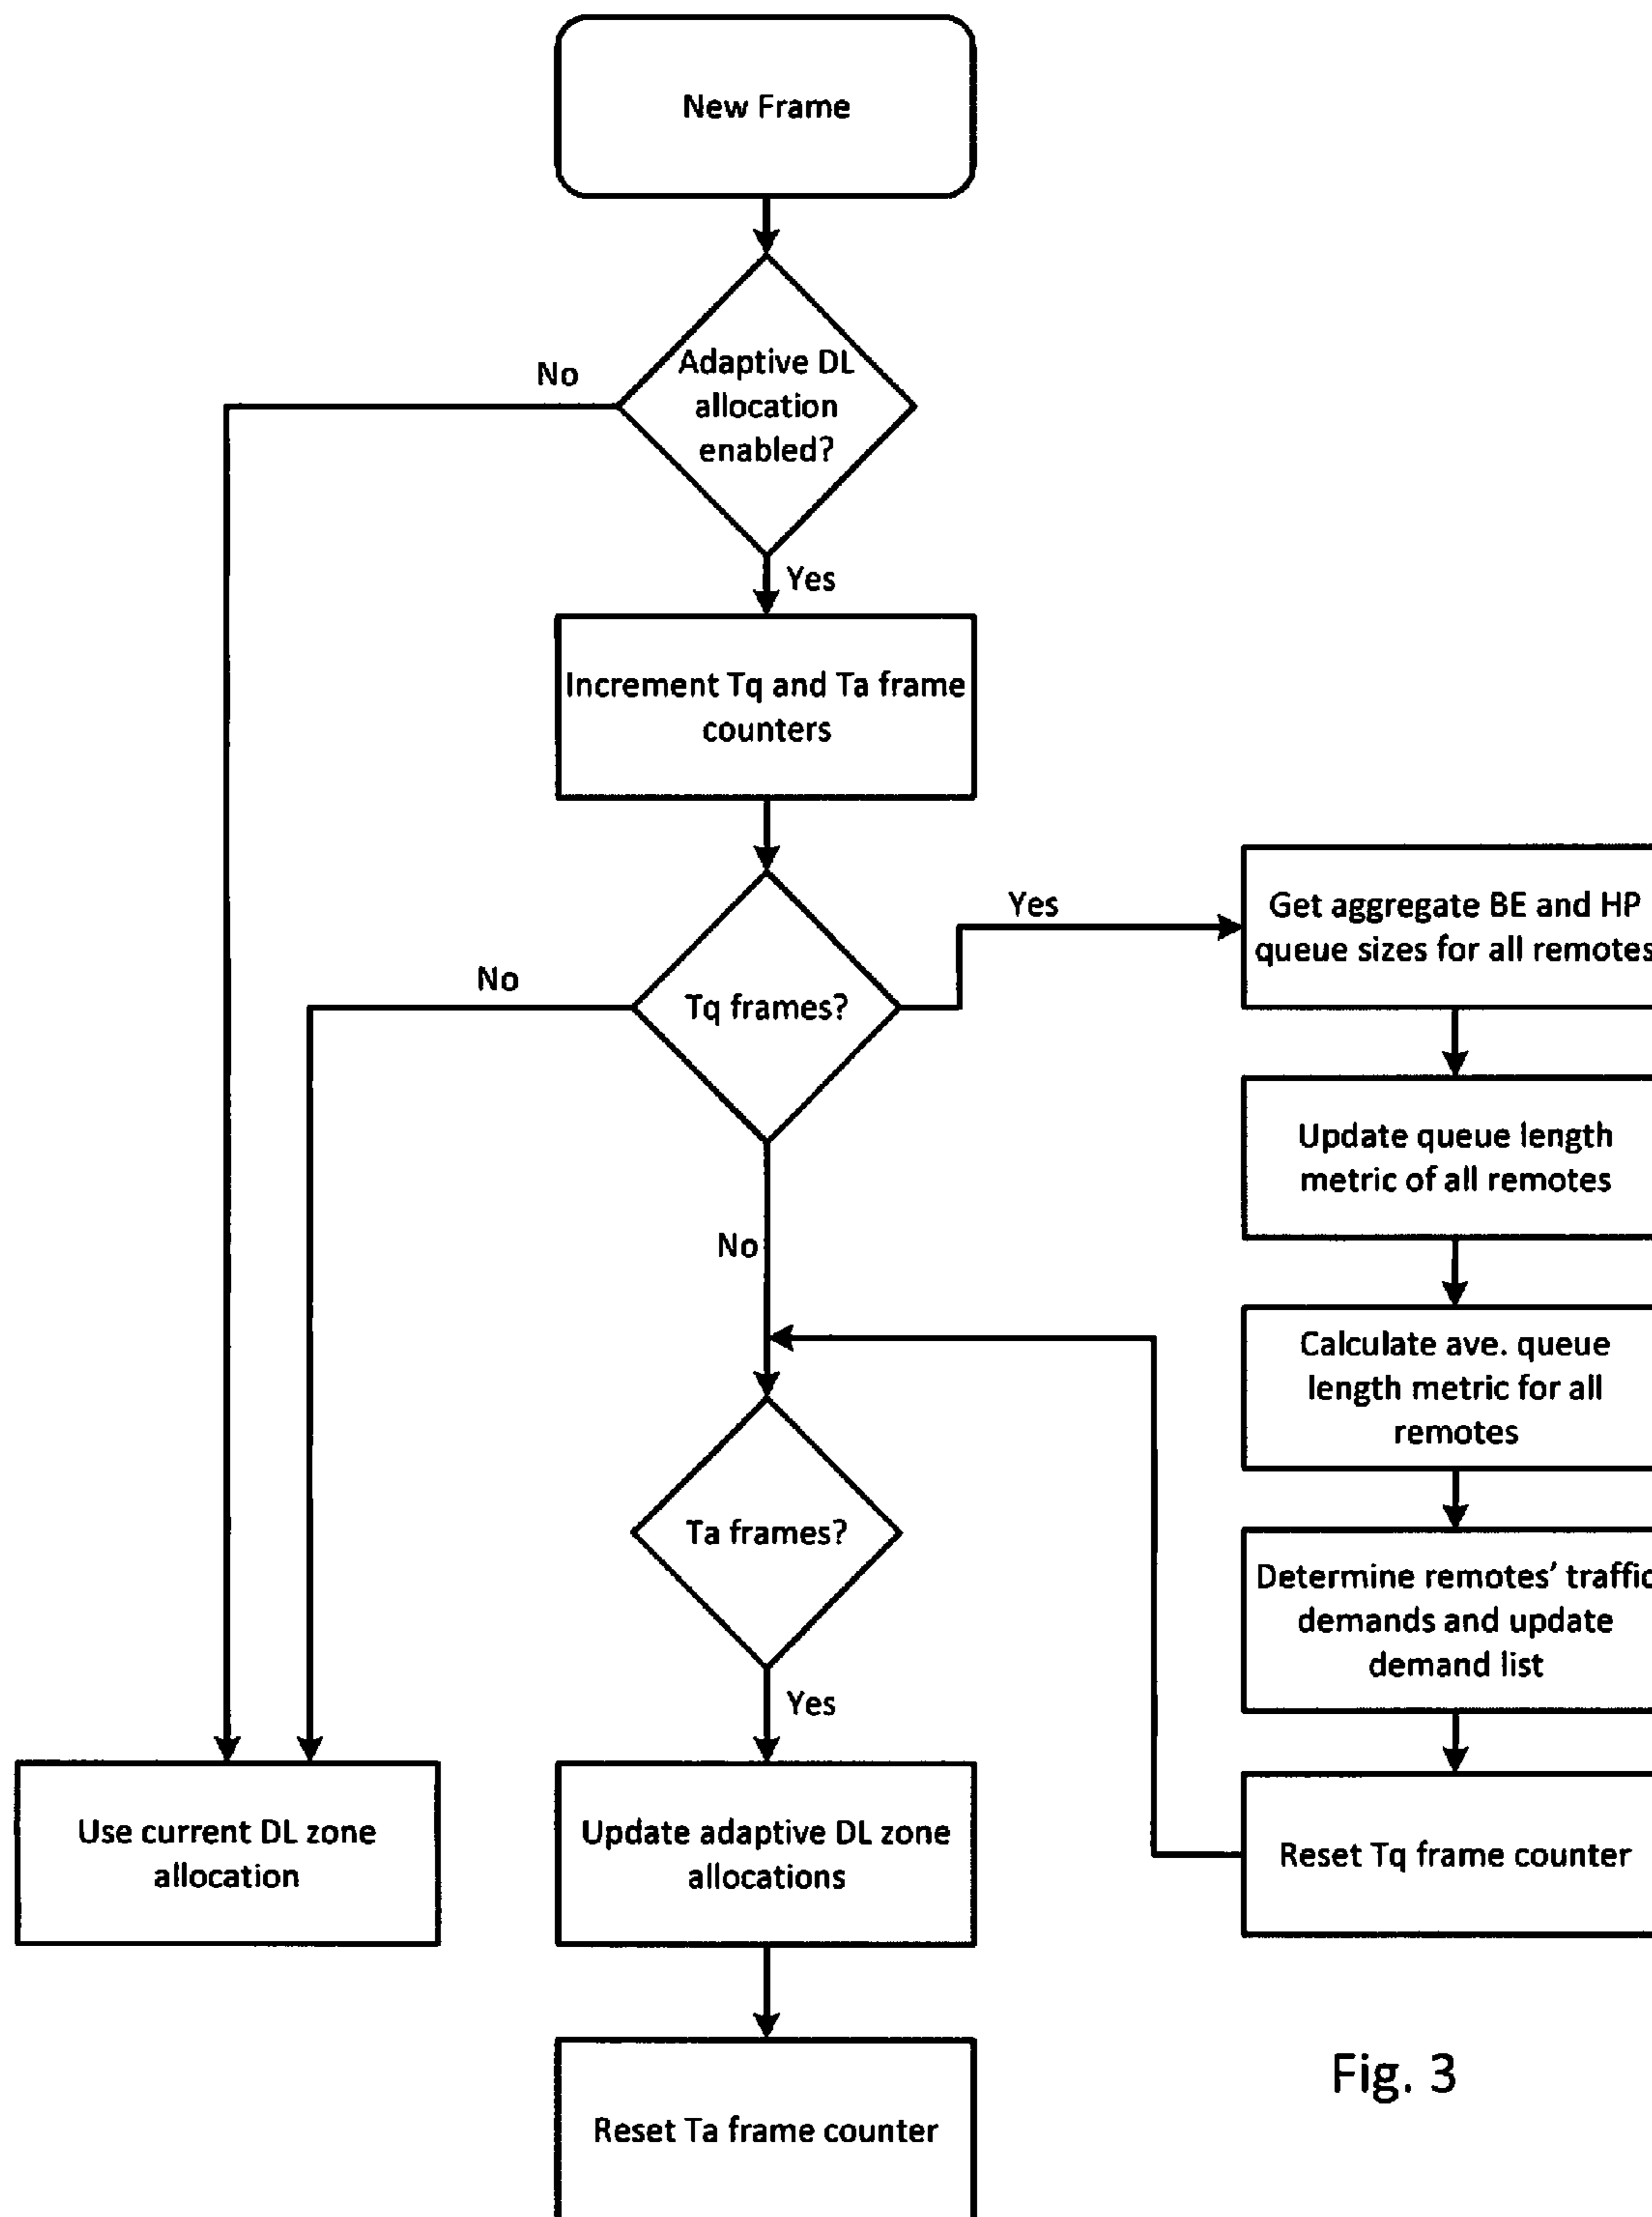 New Frame
No
Adaptive DL
allocation
enabled?
Yes
Increment Tq and Ta frame
counters
Yes
Get aggregate BE and HP
queue sizes for all remotes
No
Tq frames?
Update queue length
metric of all remotes
No
Calculate ave. queue
length metric for all
remotes
Ta frames?
Determine remotes' traffic
demands and update
demand list
Yes
Use current DL zone
allocation
Update adaptive DL zone
allocations
Reset Tq frame counter
Fig. 3
Reset Ta frame counter